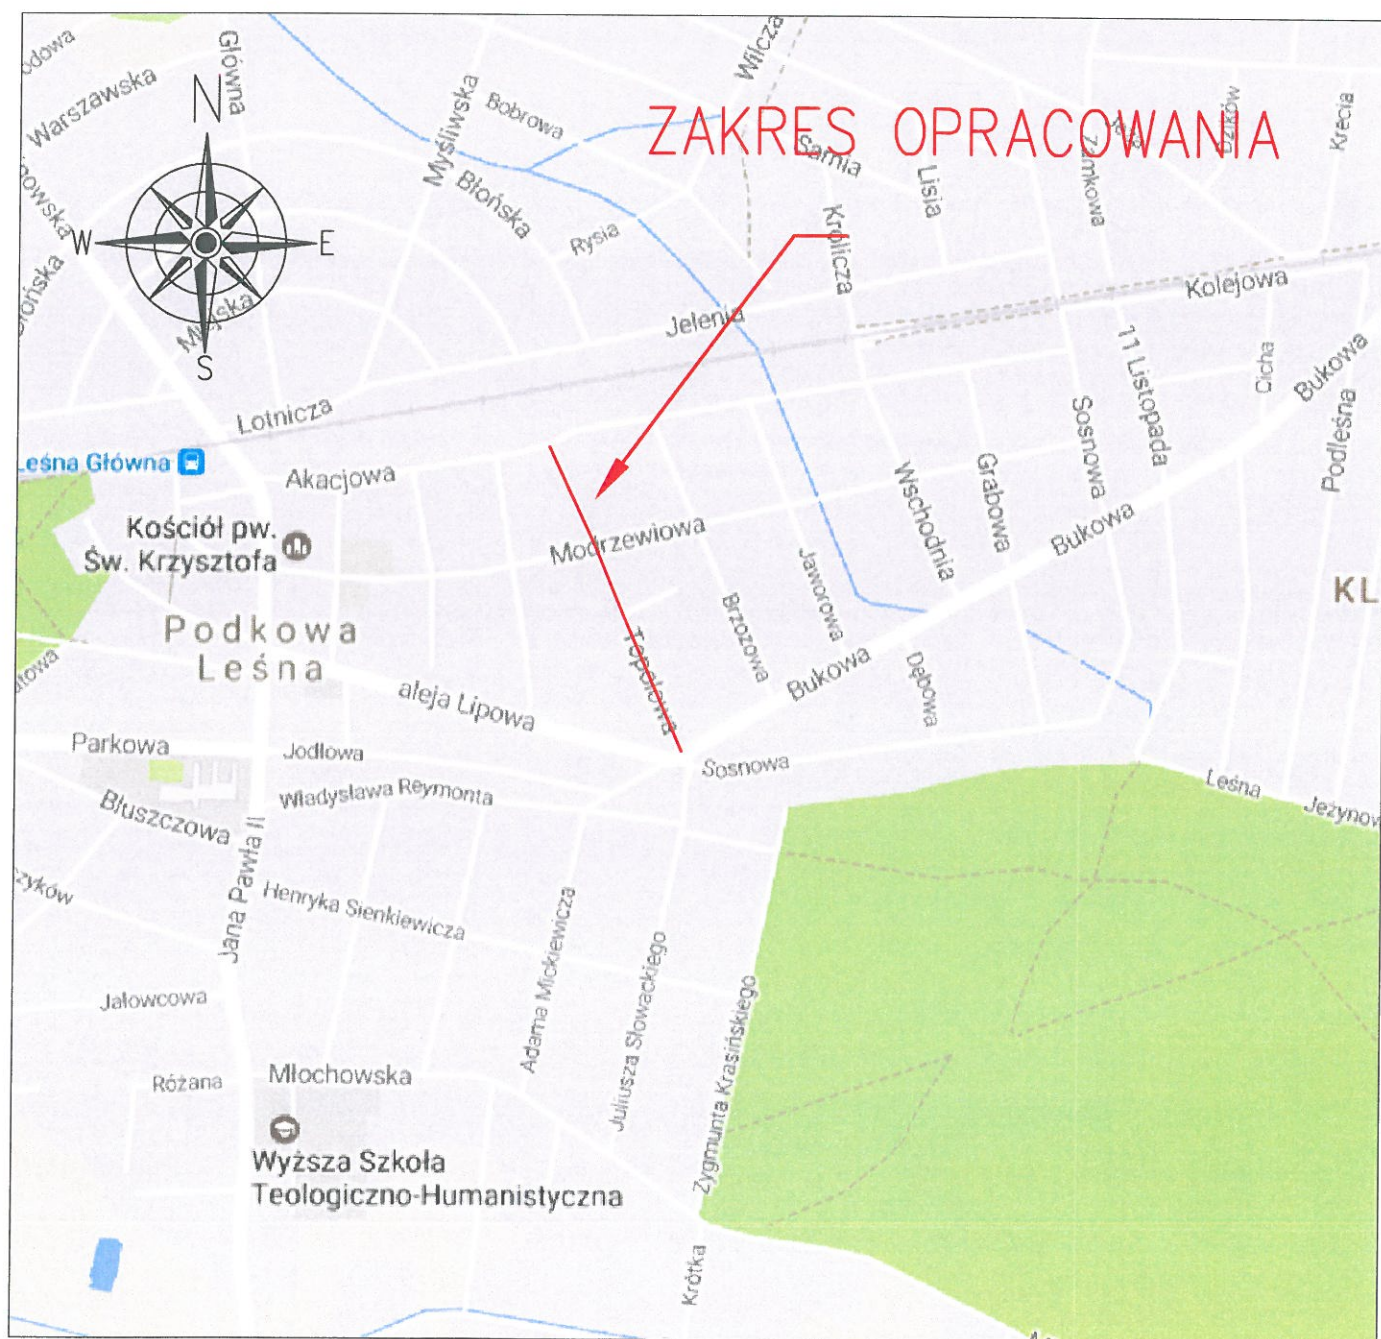 Główna
Wilcza
Warszawska
N
Myśliwska
Bobrowa
ZAKRES OPRACOWANIA
Dzików
Krecia
Zamkowa
Sarnia
Lisia
Błońska
Rysia
Królicza
W
E
Miejska
S
Jelenia
Kolejowa
Lotnicza
11 Listopada
Cicha
Bukowa
Podleśna
Sosnowa
Leśna Główna
Akacjowa
Grabowa
Wschodnia
Kościół pw.
Św. Krzysztofa
Modrzewiowa
Bukowa
Jaworowa
Brzozowa
KL
Podkowa
Leśna
Topolowa
Bukowa
Dębowa
aleja Lipowa
Parkowa
Jodłowa
Sosnowa
Leśna
Władysława Reymonta
Bluszczowa
Jeżynow
Jana Pawła II
Henryka Sienkiewicza
Adama Mickiewicza
Juliusza Słowackiego
Zygmunta Krasińskiego
Jałowcowa
Różana
Młochowska
Wyższa Szkoła
Teologiczno-Humanistyczna
Krótka